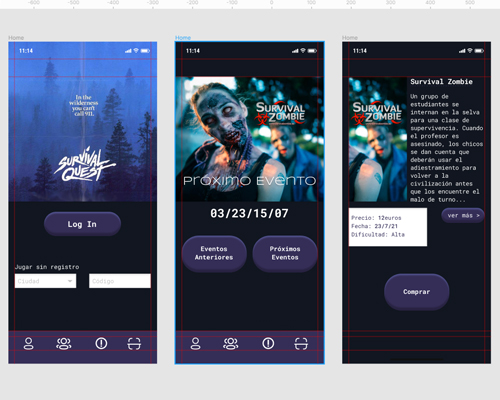 -400
-300
-200
-100
0
100
200
300
400
500
Home
Home
Home
11:14
In the
wilderness
you can't
call 911.
SURVIVAL
QUEST
Log In
Jugar sin registro
Ciudad
Código
11:14
SURVIVAL
ZOMBIE
PROXIMO EVENTO
03/23/15/07
Eventos
Anteriores
Próximos
Eventos
11:14
SURVIVAL
ZOMBIE
Survival Zombie
Un grupo de
estudiantes se
internan en la selva
para una clase de
supervivencia. Cuando
el profesor es
asesinado, los chicos
se dan cuenta que
deberán usar el
adiestramiento para
volver a la
civilización antes
que los encuentre el
malo de turno...
Precio: 12euros
Fecha: 23/7/21
Dificultad: Alta
ver más >
Comprar